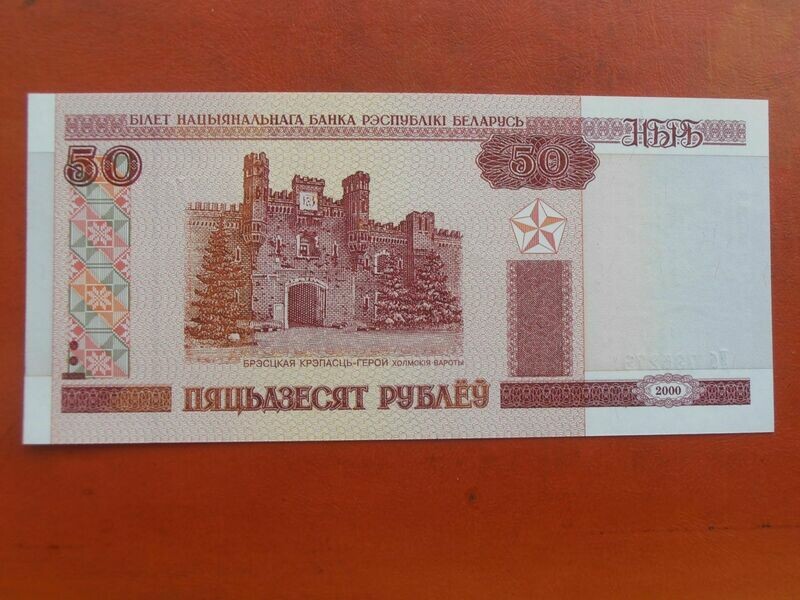 БІЛЕТ НАЦЫЯНАЛЬНАГА БАНКА РЭСПУБЛІКІ БЕЛАРУСЬ
НБРБ
50
50
БРЭСЦКАЯ КРЭПАСЦЬ-ГЕРОЙ ХОЛМСКІЯ ВАРОТЫ
ПЯЦЬДЗЕСЯТ РУБЛЁЎ
2000